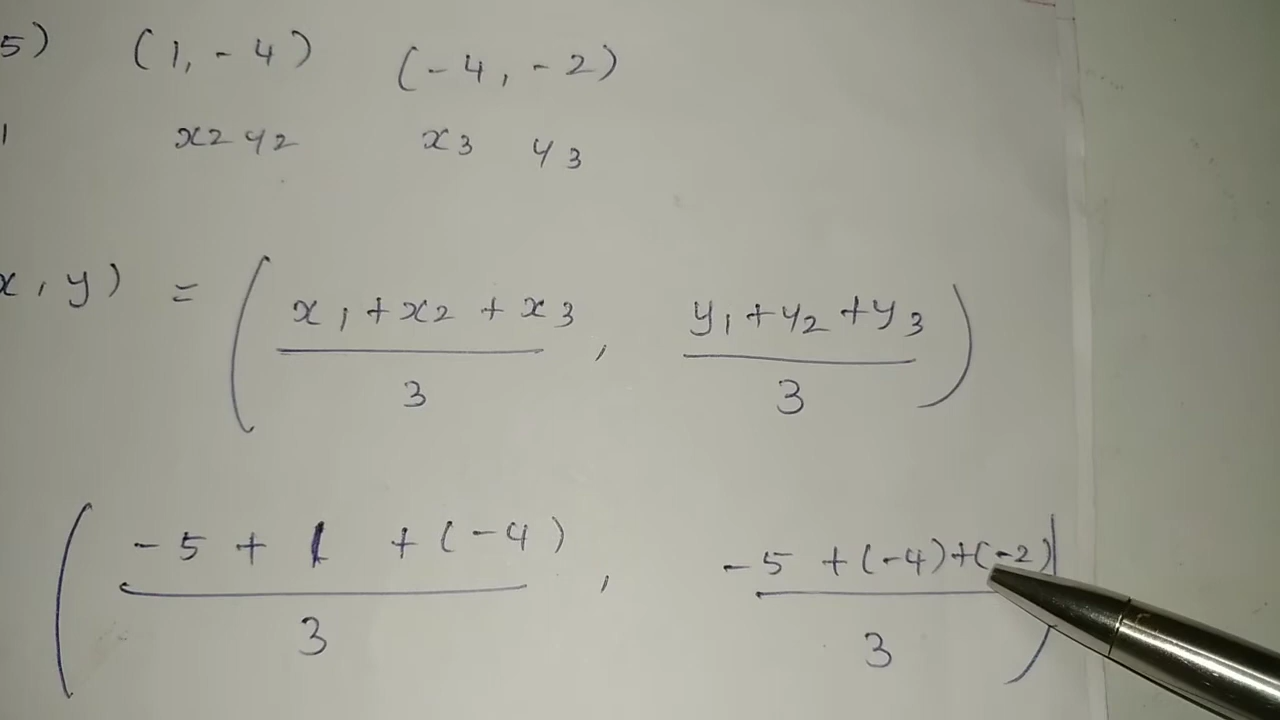 5) (1, -4) (-4, -2)
1 x2 y2 x3 y3
x, y) = ( x1 + x2 + x3 / 3 , y1 + y2 + y3 / 3 )
( -5 + 1 + (-4) / 3 , -5 + (-4) + (-2) / 3 )